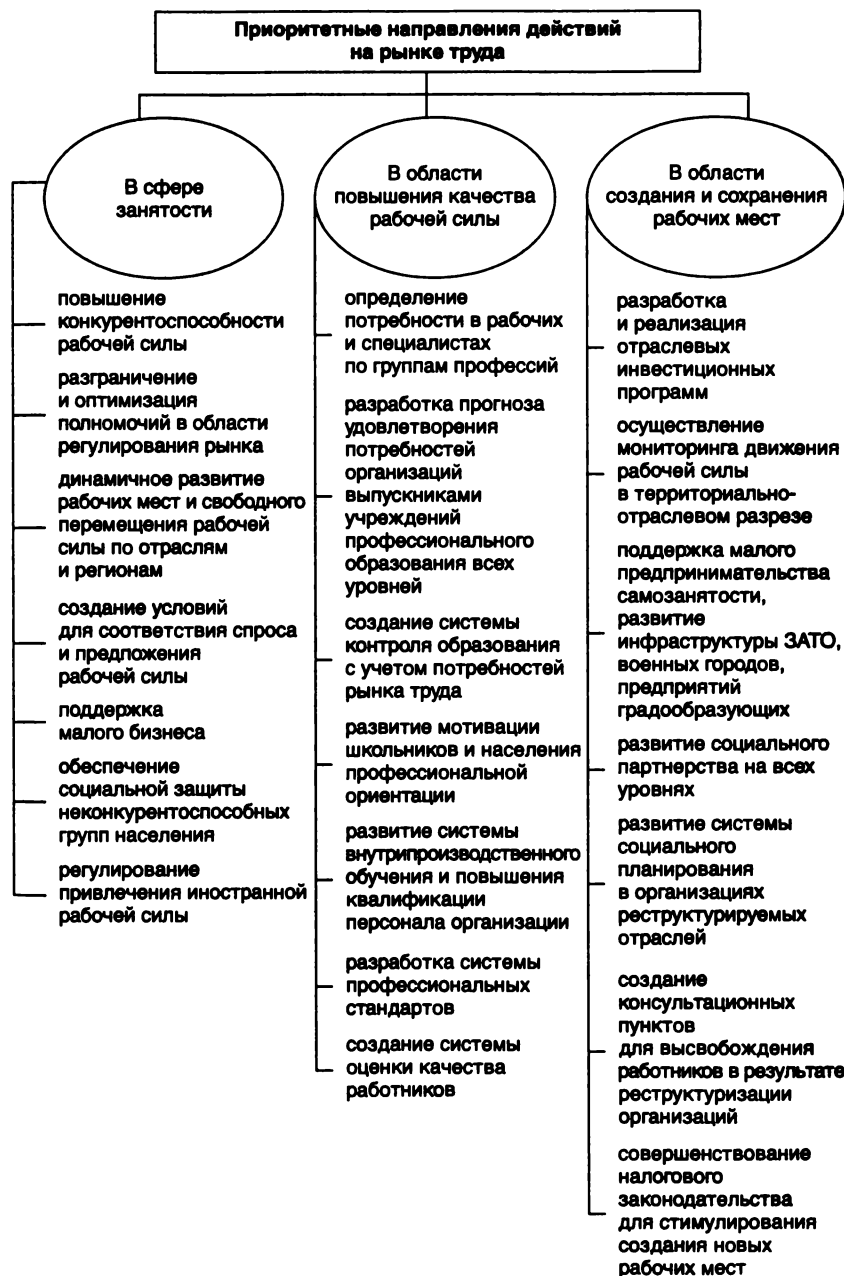 Приоритетные направления действий
на рынке труда
В сфере
занятости
повышение
конкурентоспособности
рабочей силы
разграничение
и оптимизация
полномочий в области
регулирования рынка
динамичное развитие
рабочих мест и свободного
перемещения рабочей
силы по отраслям
и регионам
создание условий
для соответствия спроса
и предложения
рабочей силы
поддержка
малого бизнеса
обеспечение
социальной защиты
неконкурентоспособных
групп населения
регулирование
привлечения иностранной
рабочей силы
В области
повышения качества
рабочей силы
определение
потребности в рабочих
и специалистах
по группам профессий
разработка прогноза
удовлетворения
потребностей
организаций
выпускниками
учреждений
профессионального
образования всех
уровней
создание системы
контроля образования
с учетом потребностей
рынка труда
развитие мотивации
школьников и населения
профессиональной
ориентации
развитие системы
внутрипроизводственного
обучения и повышения
квалификации
персонала организации
разработка системы
профессиональных
стандартов
создание системы
оценки качества
работников
В области
создания и сохранения
рабочих мест
разработка
и реализация
отраслевых
инвестиционных
программ
осуществление
мониторинга движения
рабочей силы
в территориально-
отраслевом разрезе
поддержка малого
предпринимательства
самозанятости,
развитие
инфраструктуры ЗАТО,
военных городов,
предприятий
градообразующих
развитие социального
партнерства на всех
уровнях
развитие системы
социального
планирования
в организациях
реструктурируемых
отраслей
создание
консультационных
пунктов
для высвобождения
работников в результате
реструктуризации
организаций
совершенствование
налогового
законодательства
для стимулирования
создания новых
рабочих мест